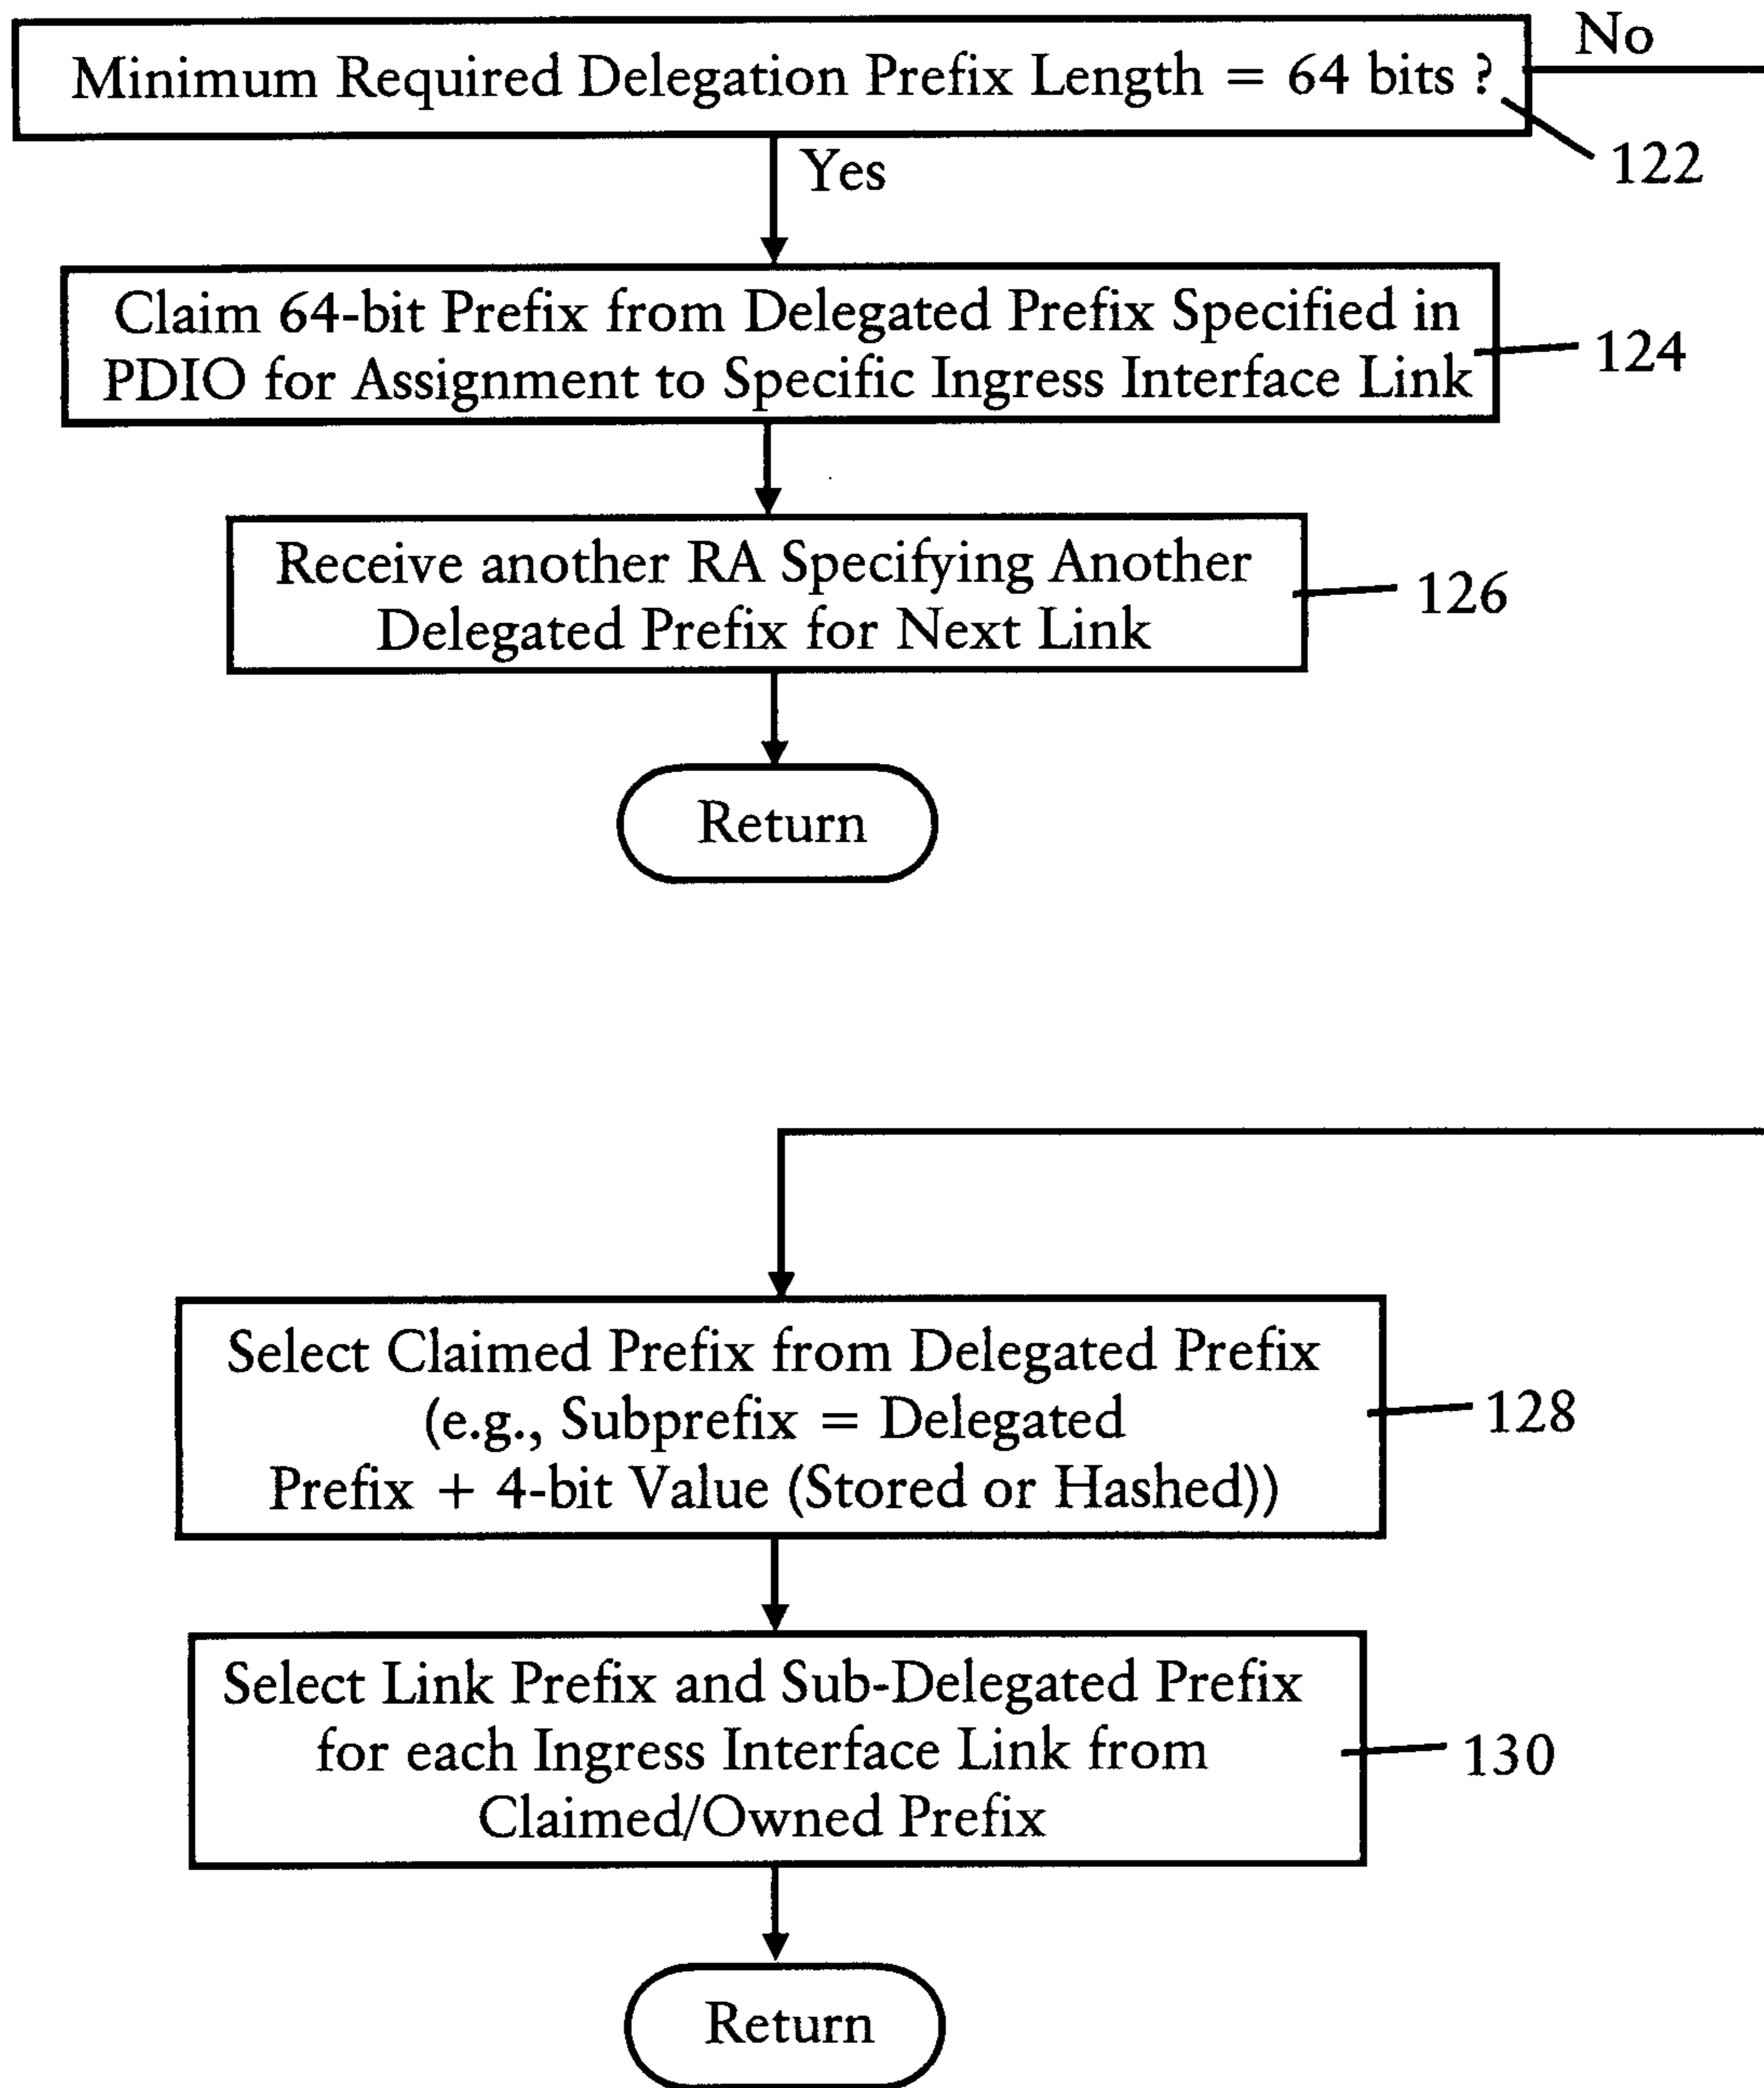 Minimum Required Delegation Prefix Length = 64 bits ?
No
122
Yes
Claim 64-bit Prefix from Delegated Prefix Specified in
PDIO for Assignment to Specific Ingress Interface Link
124
Receive another RA Specifying Another
Delegated Prefix for Next Link
126
Return
Select Claimed Prefix from Delegated Prefix
(e.g., Subprefix = Delegated
Prefix + 4-bit Value (Stored or Hashed))
128
Select Link Prefix and Sub-Delegated Prefix
for each Ingress Interface Link from
Claimed/Owned Prefix
130
Return